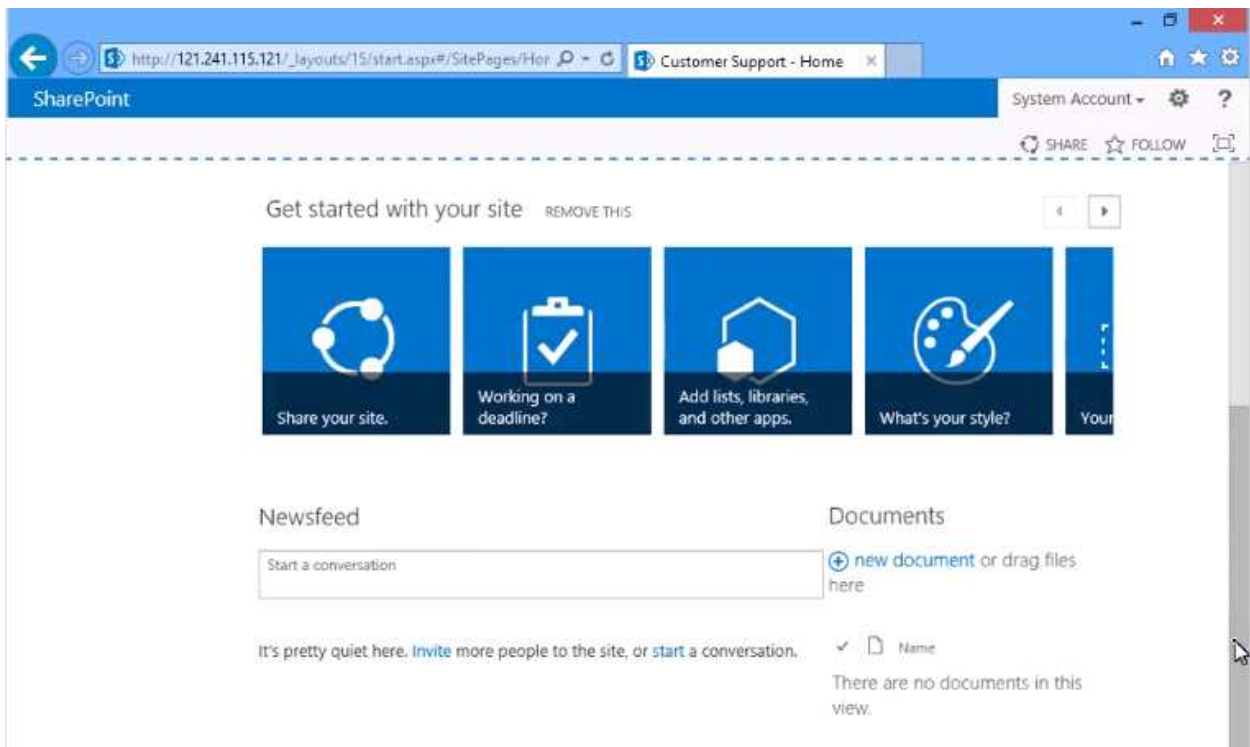 http://121.241.115.121/_layouts/15/start.aspx#/SitePages/Hor
Customer Support - Home
SharePoint
System Account
?
SHARE
FOLLOW
Get started with your site
REMOVE THIS
Share your site.
Working on a
deadline?
Add lists, libraries,
and other apps.
What's your style?
Your
Newsfeed
Start a conversation
It's pretty quiet here. Invite more people to the site, or start a conversation.
Documents
new document or drag files
here
Name
There are no documents in this
view.